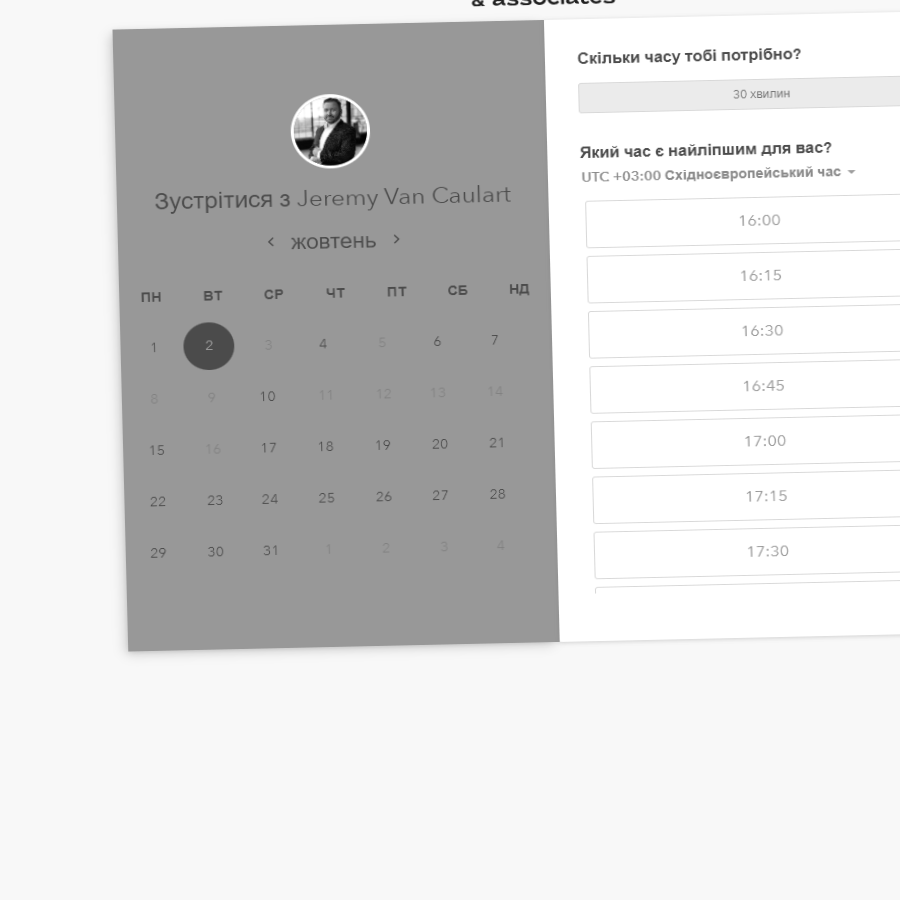 & associates
Зустрітися з Jeremy Van Caulart
жовтень
ПН ВТ СР ЧТ ПТ СБ НД
1 2 3 4 5 6 7
8 9 10 11 12 13 14
15 16 17 18 19 20 21
22 23 24 25 26 27 28
29 30 31 1 2 3 4
Скільки часу тобі потрібно?
30 хвилин
Який час є найліпшим для вас?
UTC +03:00 Східноєвропейський час
16:00
16:15
16:30
16:45
17:00
17:15
17:30